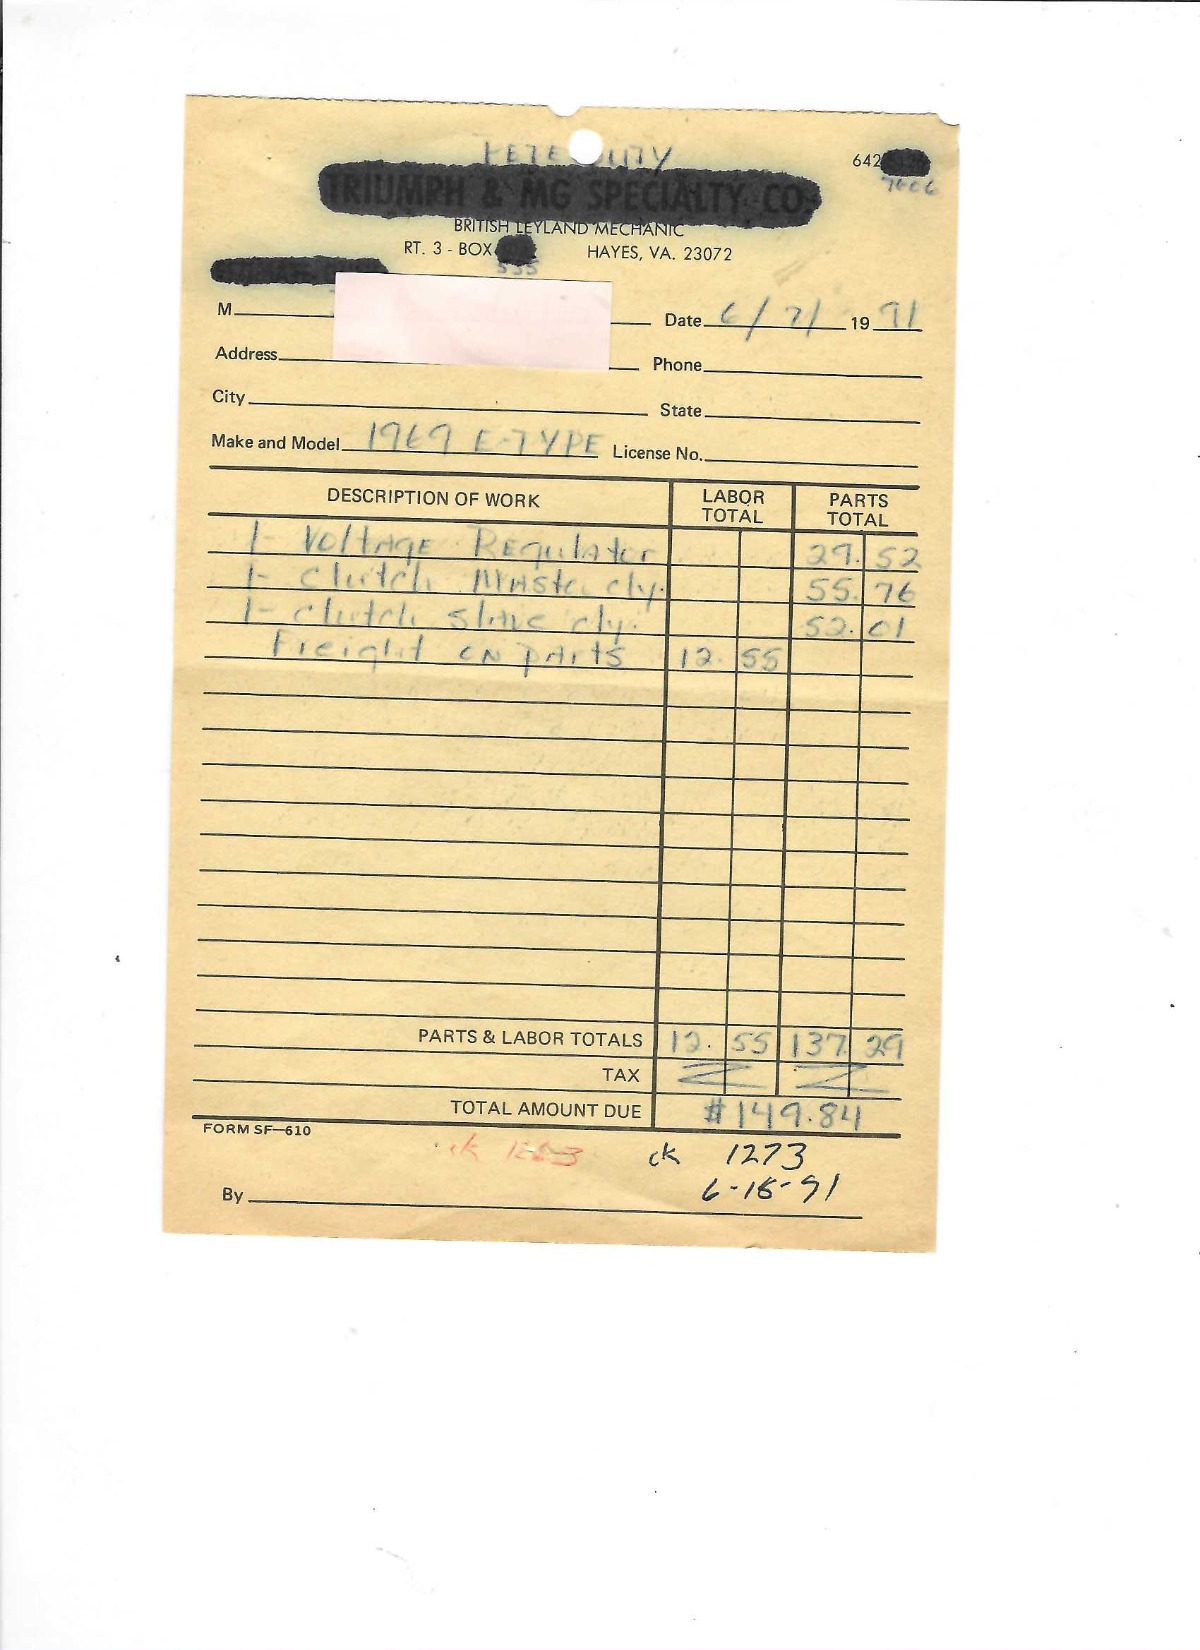 PETE
642
7606
TRIUMPH & MG SPECIALTY CO.
BRITISH LEYLAND MECHANIC
RT. 3 - BOX HAYES, VA. 23072
535
M Date 6/7/ 19 91
Address Phone
City State
Make and Model 1969 E-TYPE License No.
DESCRIPTION OF WORK LABOR TOTAL PARTS TOTAL
1- Voltage Regulator 29. 52
1- Clutch Master cly. 55. 76
1- Clutch Slave cly. 52. 01
Freight on parts 12. 55
PARTS & LABOR TOTALS 12. 55 137. 29
TAX
TOTAL AMOUNT DUE #149.84
FORM SF-610
ck ck 1273
6-18-91
By